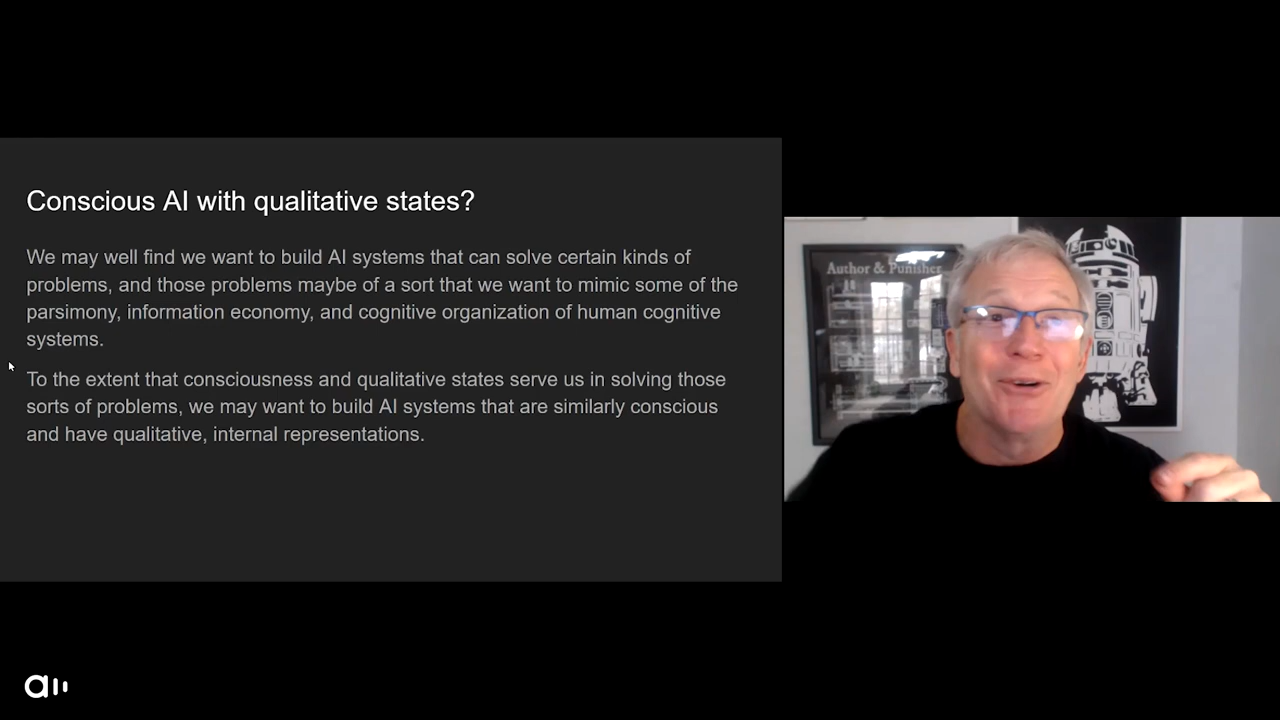 Conscious AI with qualitative states?
We may well find we want to build AI systems that can solve certain kinds of
problems, and those problems maybe of a sort that we want to mimic some of the
parsimony, information economy, and cognitive organization of human cognitive
systems.
To the extent that consciousness and qualitative states serve us in solving those
sorts of problems, we may want to build AI systems that are similarly conscious
and have qualitative, internal representations.
Author & Punisher